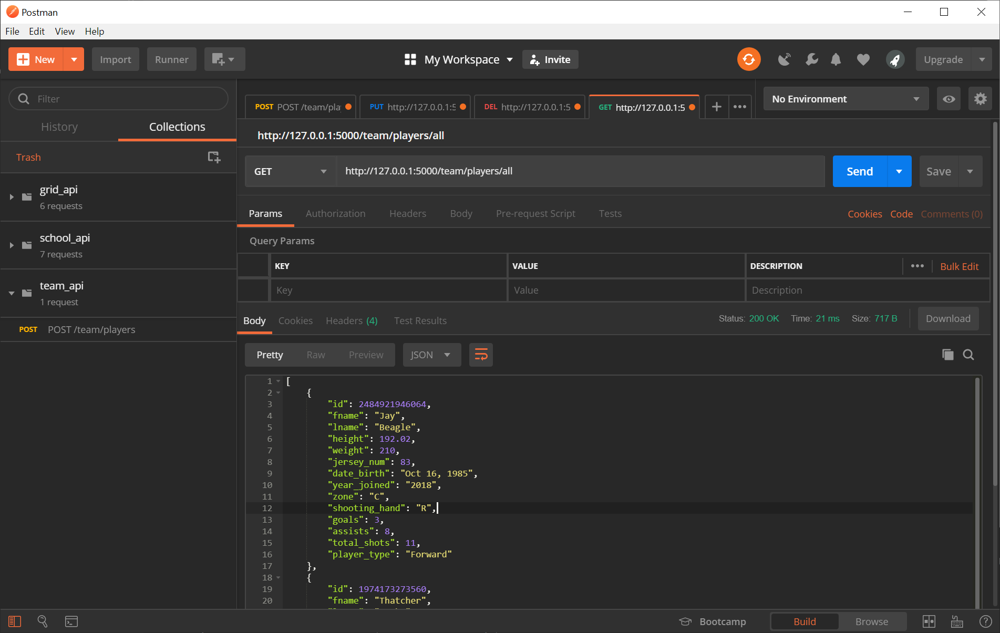 Postman
File Edit View Help
New Import Runner My Workspace Invite Upgrade
Filter
History Collections
Trash
grid_api
6 requests
school_api
7 requests
team_api
1 request
POST POST /team/players
POST POST /team/pla PUT http://127.0.0.1:5 DEL http://127.0.0.1:5 GET http://127.0.0.1:5 No Environment
http://127.0.0.1:5000/team/players/all
GET http://127.0.0.1:5000/team/players/all Send Save
Params Authorization Headers Body Pre-request Script Tests Cookies Code Comments (0)
Query Params
KEY VALUE DESCRIPTION Bulk Edit
Key Value Description
Body Cookies Headers (4) Test Results Status: 200 OK Time: 21 ms Size: 717 B Download
Pretty Raw Preview JSON
1 [
2 {
3 "id": 2484921946064,
4 "fname": "Jay",
5 "lname": "Beagle",
6 "height": 192.02,
7 "weight": 210,
8 "jersey_num": 83,
9 "date_birth": "Oct 16, 1985",
10 "year_joined": "2018",
11 "zone": "C",
12 "shooting_hand": "R",
13 "goals": 3,
14 "assists": 8,
15 "total_shots": 11,
16 "player_type": "Forward"
17 },
18 {
19 "id": 1974173273560,
20 "fname": "Thatcher",
Bootcamp Build Browse